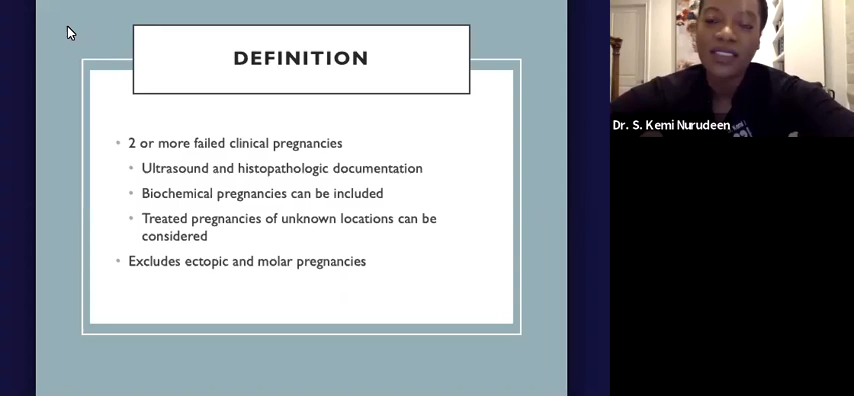 DEFINITION
• 2 or more failed clinical pregnancies
• Ultrasound and histopathologic documentation
• Biochemical pregnancies can be included
• Treated pregnancies of unknown locations can be
considered
• Excludes ectopic and molar pregnancies
Dr. S. Kemi Nurudeen